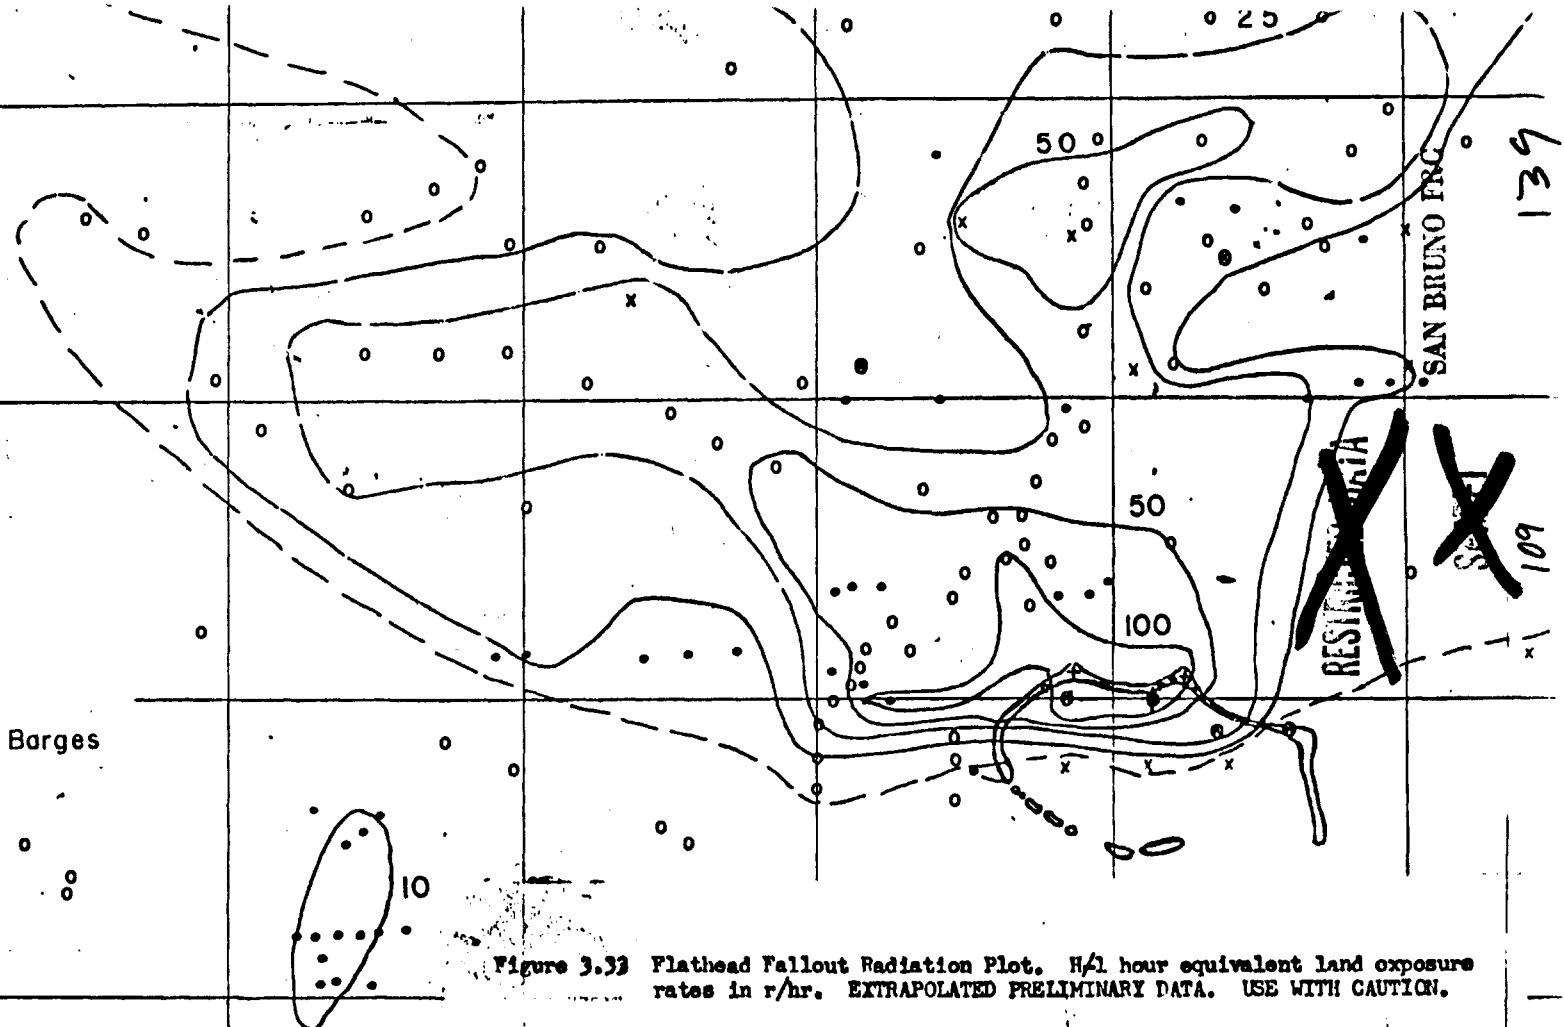 25
50
50
100
139
SAN BRUNO FRC
109
Barges
10
Figure 3.33 Flathead Fallout Radiation Plot. H/1 hour equivalent land exposure
rates in r/hr. EXTRAPOLATED PRELIMINARY DATA. USE WITH CAUTION.